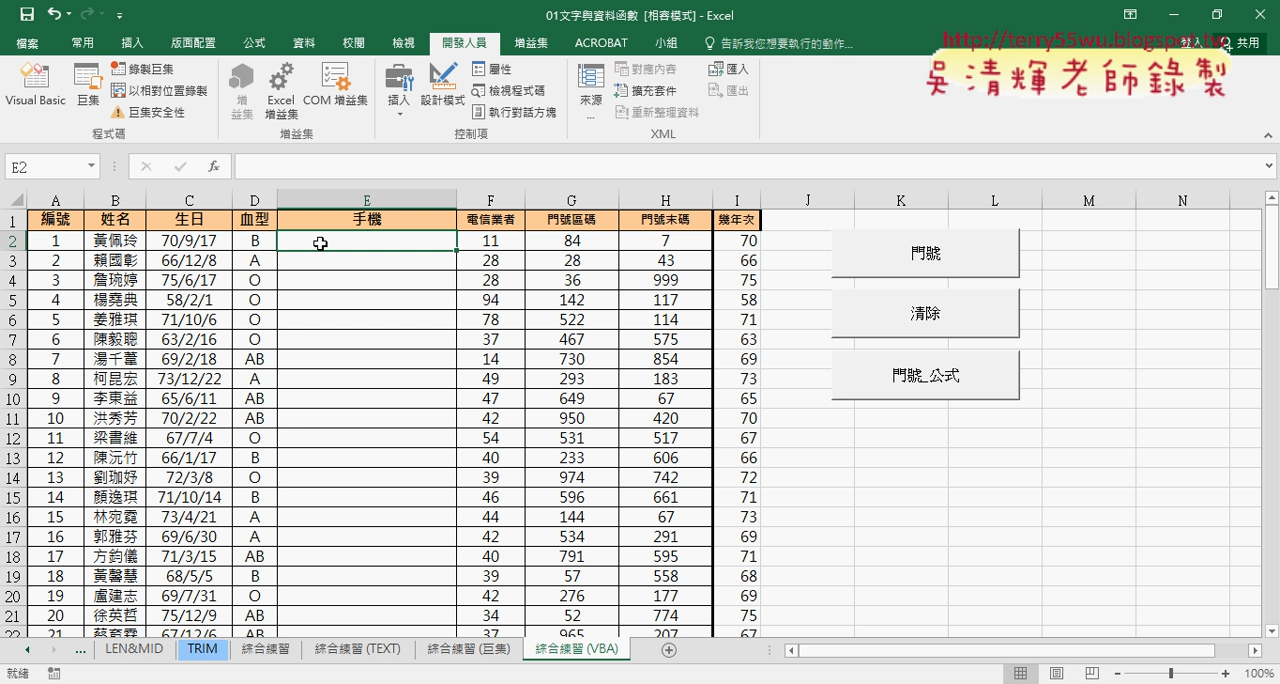 01文字與資料函數 [相容模式] - Excel
檔案 常用 插入 版面配置 公式 資料 校閱 檢視 開發人員 增益集 ACROBAT 小組 告訴我您想要執行的動作... 登入 共用
http://terry55wu.blogspot.tw
吳清輝老師錄製
Visual Basic 巨集 錄製巨集 以相對位置錄製 巨集安全性 程式碼
增益集 Excel 增益集 COM 增益集 增益集
插入 設計模式 屬性 檢視程式碼 執行對話方塊 控制項
來源... 對應內容 擴充套件 重新整理資料 匯入 匯出 XML
E2 fx
A B C D E F G H I J K L M N
1 編號 姓名 生日 血型 手機 電信業者 門號區碼 門號末碼 幾年次
2 1 黃佩玲 70/9/17 B 11 84 7 70
3 2 賴國彰 66/12/8 A 28 28 43 66
4 3 詹琬婷 75/6/17 O 28 36 999 75
5 4 楊堯典 58/2/1 O 94 142 117 58
6 5 姜雅琪 71/10/6 O 78 522 114 71
7 6 陳毅聰 63/2/16 O 37 467 575 63
8 7 湯千薰 69/2/18 AB 14 730 854 69
9 8 柯昆宏 73/12/22 A 49 293 183 73
10 9 李東益 65/6/11 AB 47 649 67 65
11 10 洪秀芳 70/2/22 AB 42 950 420 70
12 11 梁書維 67/7/4 O 54 531 517 67
13 12 陳沅竹 66/1/17 B 40 233 606 66
14 13 劉珈妤 72/3/8 O 39 974 742 72
15 14 顏逸琪 71/10/14 B 46 596 661 71
16 15 林宛霓 73/4/21 A 44 144 67 73
17 16 郭雅芬 69/6/30 A 42 534 291 69
18 17 方鈞儀 71/3/15 AB 40 791 595 71
19 18 黃馨慧 68/5/5 B 39 57 558 68
20 19 盧建志 69/7/31 O 42 276 177 69
21 20 徐英哲 75/12/9 AB 34 52 774 75
22 21 蔡育霖 67/12/6 AB 37 965 207 67
門號
清除
門號_公式
... LEN&MID TRIM 綜合練習 綜合練習 (TEXT) 綜合練習 (巨集) 綜合練習 (VBA)
就緒 100%